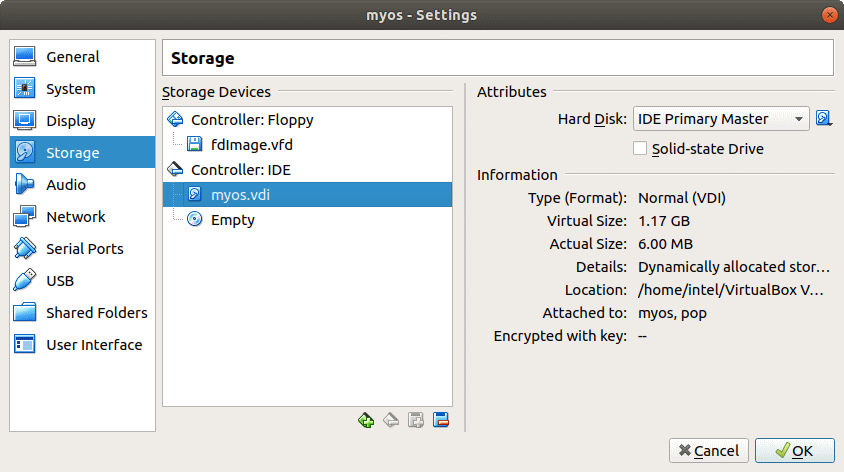 myos - Settings
General
System
Display
Storage
Audio
Network
Serial Ports
USB
Shared Folders
User Interface
Storage
Storage Devices
Controller: Floppy
fdImage.vfd
Controller: IDE
myos.vdi
Empty
Attributes
Hard Disk: IDE Primary Master
Solid-state Drive
Information
Type (Format): Normal (VDI)
Virtual Size: 1.17 GB
Actual Size: 6.00 MB
Details: Dynamically allocated stor...
Location: /home/intel/VirtualBox V...
Attached to: myos, pop
Encrypted with key: --
Cancel
OK